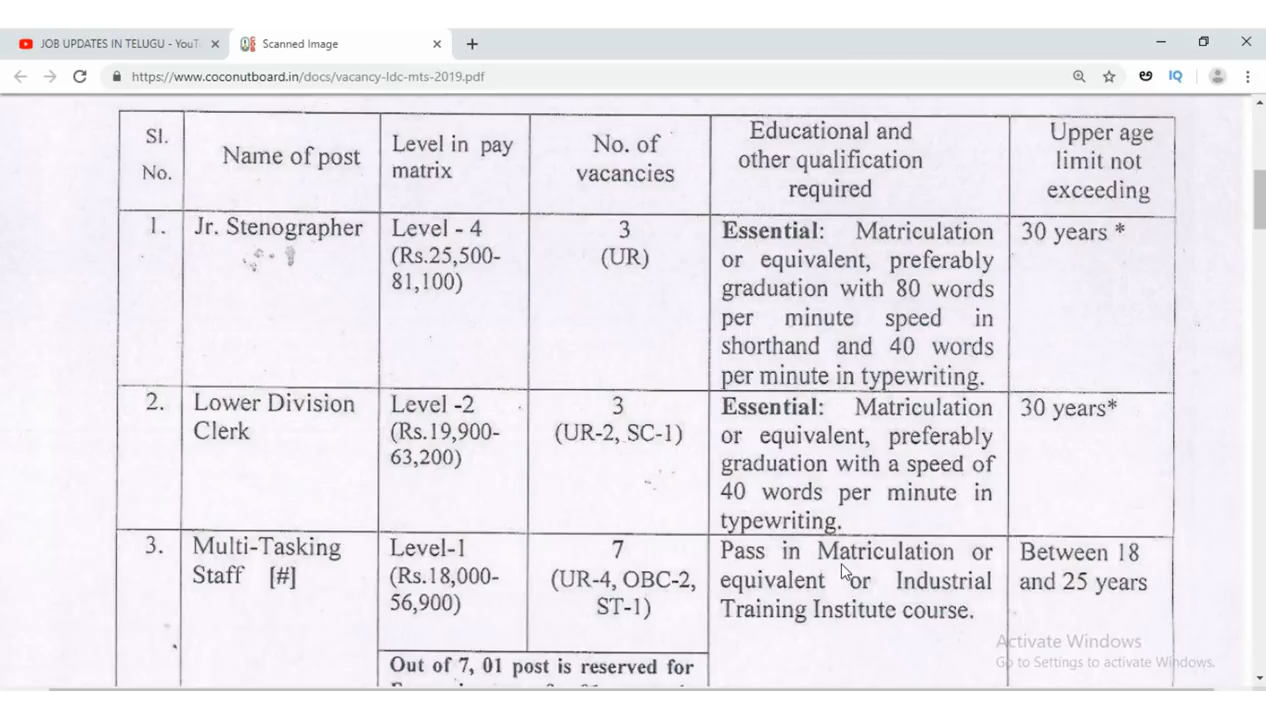 JOB UPDATES IN TELUGU - YouT
Scanned Image
https://www.coconutboard.in/docs/vacancy-ldc-mts-2019.pdf
IQ
Sl.
No.
Name of post
Level in pay
matrix
No. of
vacancies
Educational and
other qualification
required
Upper age
limit not
exceeding
1.
Jr. Stenographer
Level - 4
(Rs.25,500-
81,100)
3
(UR)
Essential: Matriculation
or equivalent, preferably
graduation with 80 words
per minute speed in
shorthand and 40 words
per minute in typewriting.
30 years *
2.
Lower Division
Clerk
Level -2
(Rs.19,900-
63,200)
3
(UR-2, SC-1)
Essential: Matriculation
or equivalent, preferably
graduation with a speed of
40 words per minute in
typewriting.
30 years*
3.
Multi-Tasking
Staff [#]
Level-1
(Rs.18,000-
56,900)
7
(UR-4, OBC-2,
ST-1)
Pass in Matriculation or
equivalent or Industrial
Training Institute course.
Between 18
and 25 years
Out of 7, 01 post is reserved for
Activate Windows
Go to Settings to activate Windows.